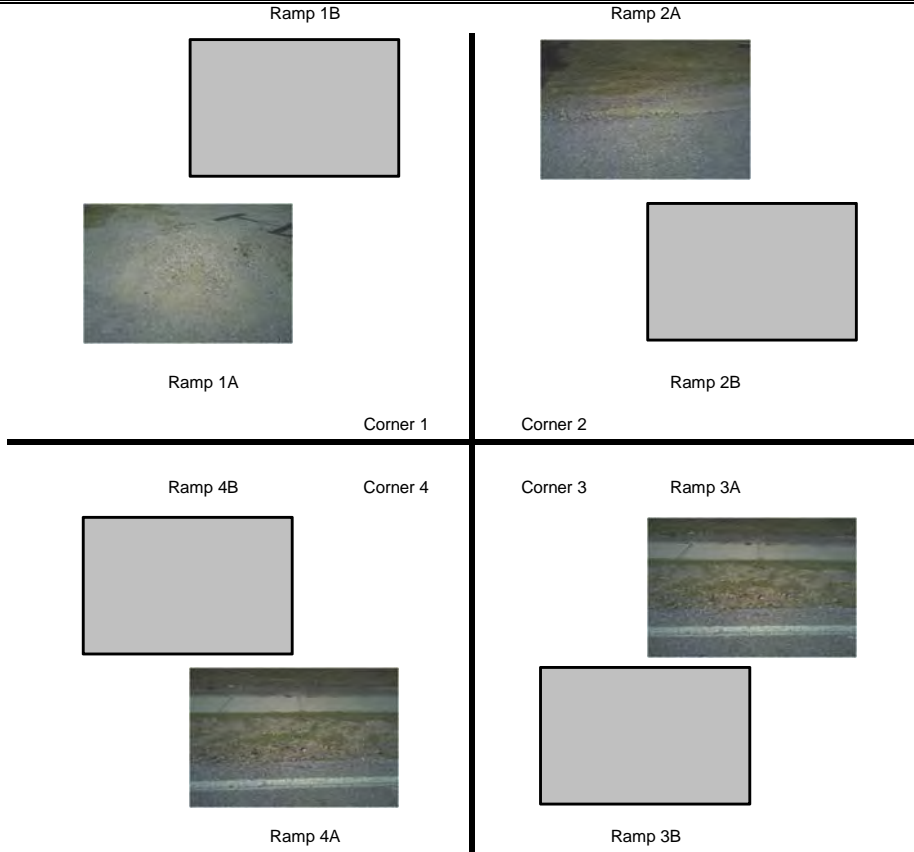 Ramp 1B
Ramp 2A
Ramp 1A
Ramp 2B
Corner 1
Corner 2
Ramp 4B
Corner 4
Corner 3
Ramp 3A
Ramp 4A
Ramp 3B